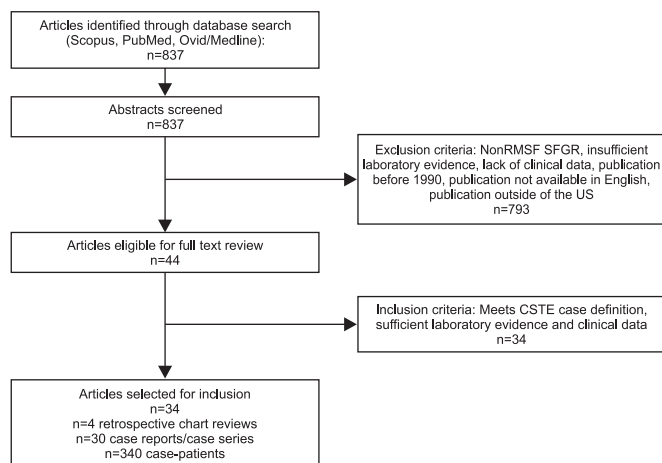 Articles identified through database search
(Scopus, PubMed, Ovid/Medline):
n=837
Abstracts screened
n=837
Exclusion criteria: NonRMSF SFGR, insufficient
laboratory evidence, lack of clinical data, publication
before 1990, publication not available in English,
publication outside of the US
n=793
Articles eligible for full text review
n=44
Inclusion criteria: Meets CSTE case definition,
sufficient laboratory evidence and clinical data
n=34
Articles selected for inclusion
n=34
n=4 retrospective chart reviews
n=30 case reports/case series
n=340 case-patients